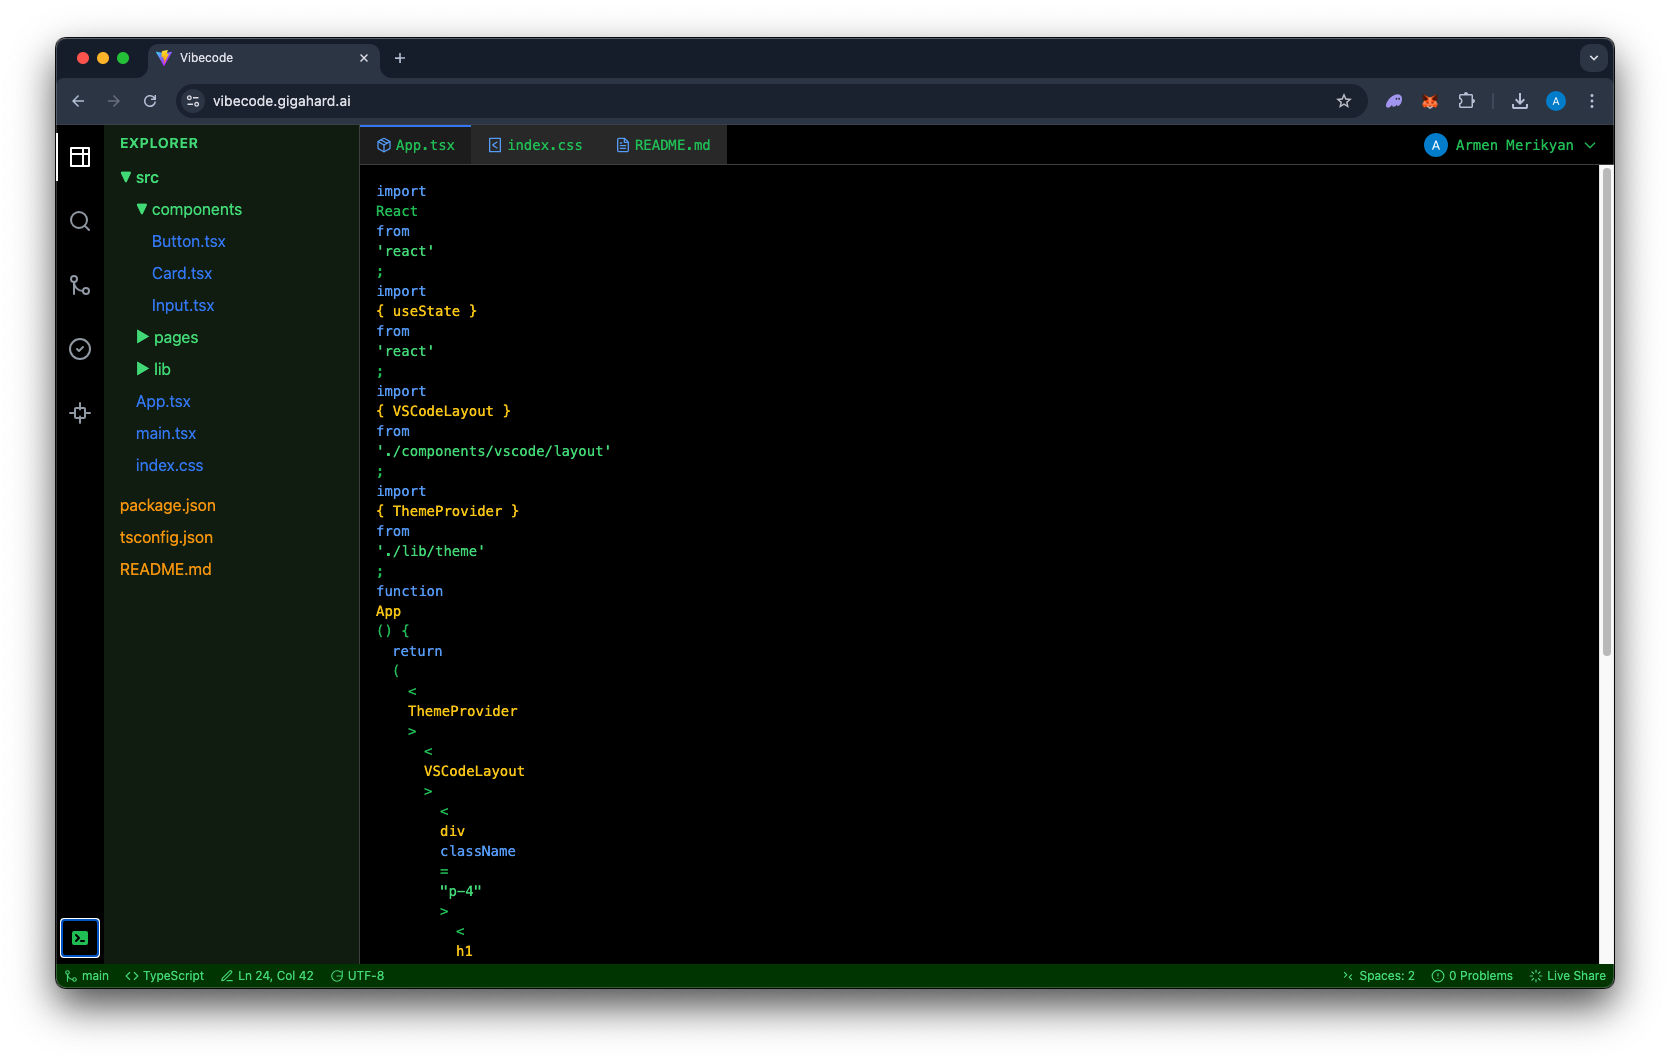 Vibecode
vibecode.gigahard.ai
A
EXPLORER
src
components
Button.tsx
Card.tsx
Input.tsx
pages
lib
App.tsx
main.tsx
index.css
package.json
tsconfig.json
README.md
App.tsx
index.css
README.md
A
Armen Merikyan
import
React
from
'react'
;
import
{ useState }
from
'react'
;
import
{ VSCodeLayout }
from
'./components/vscode/layout'
;
import
{ ThemeProvider }
from
'./lib/theme'
;
function
App
() {
return
(
<
ThemeProvider
>
<
VSCodeLayout
>
<
div
className
=
"p-4"
>
<
h1
main
TypeScript
Ln 24, Col 42
UTF-8
Spaces: 2
0 Problems
Live Share